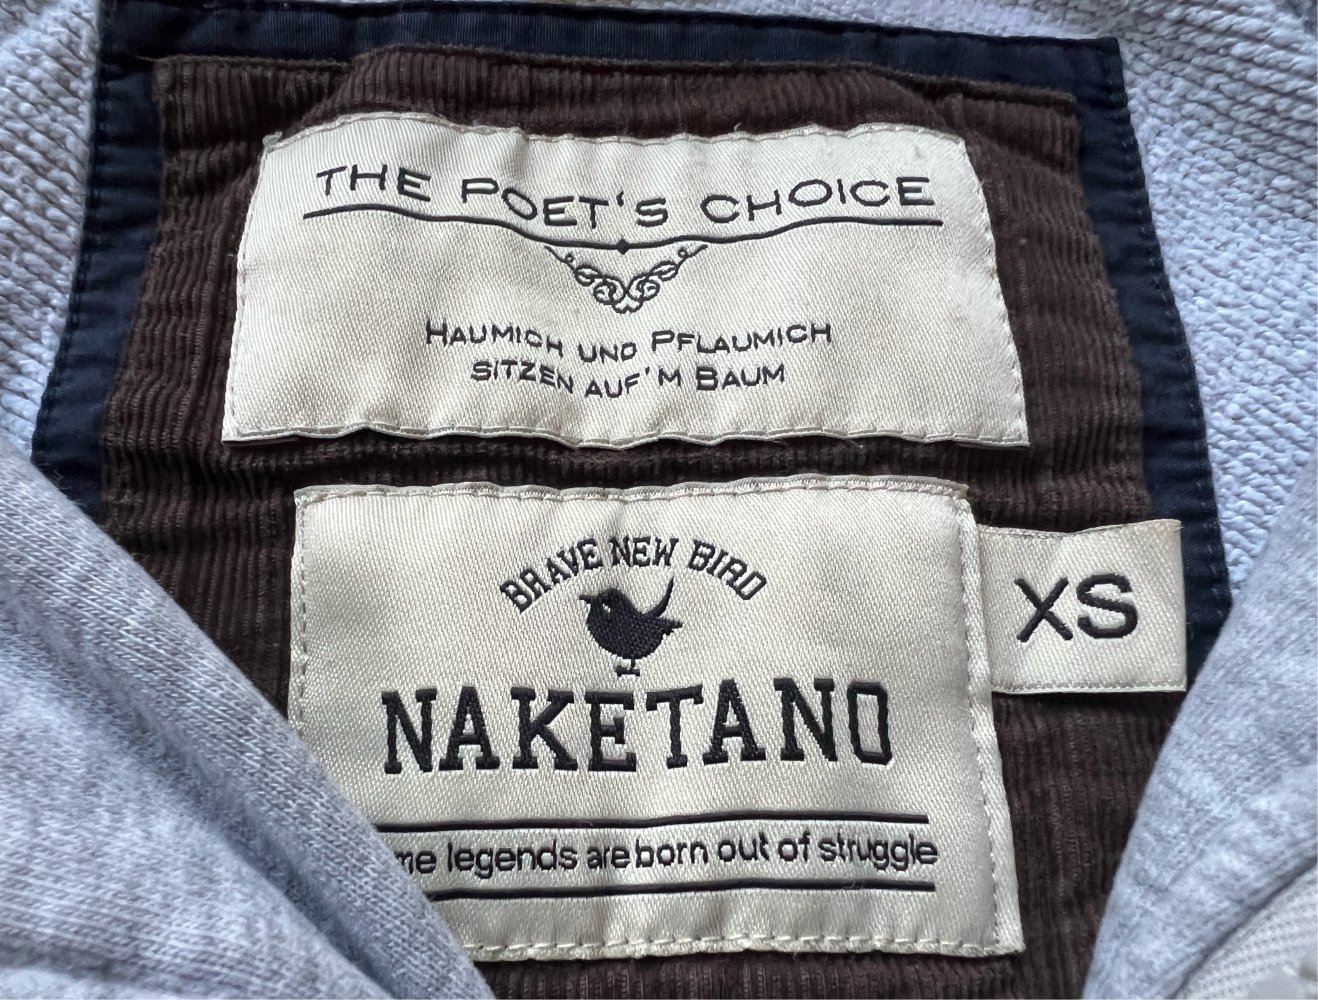 THE POET'S CHOICE
HAUMICH UND PFLAUMICH
SITZEN AUF'M BAUM
BRAVE NEW BIRD
NAKETANO
XS
legends are born out of struggle